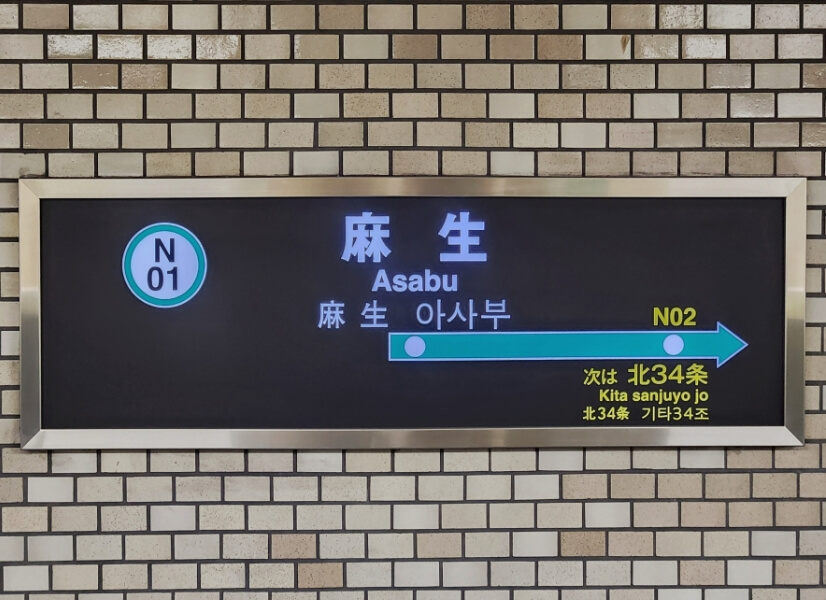 N
01
麻生
Asabu
麻生 아사부
N02
次は 北34条
Kita sanjuyo jo
北34条 기타34조